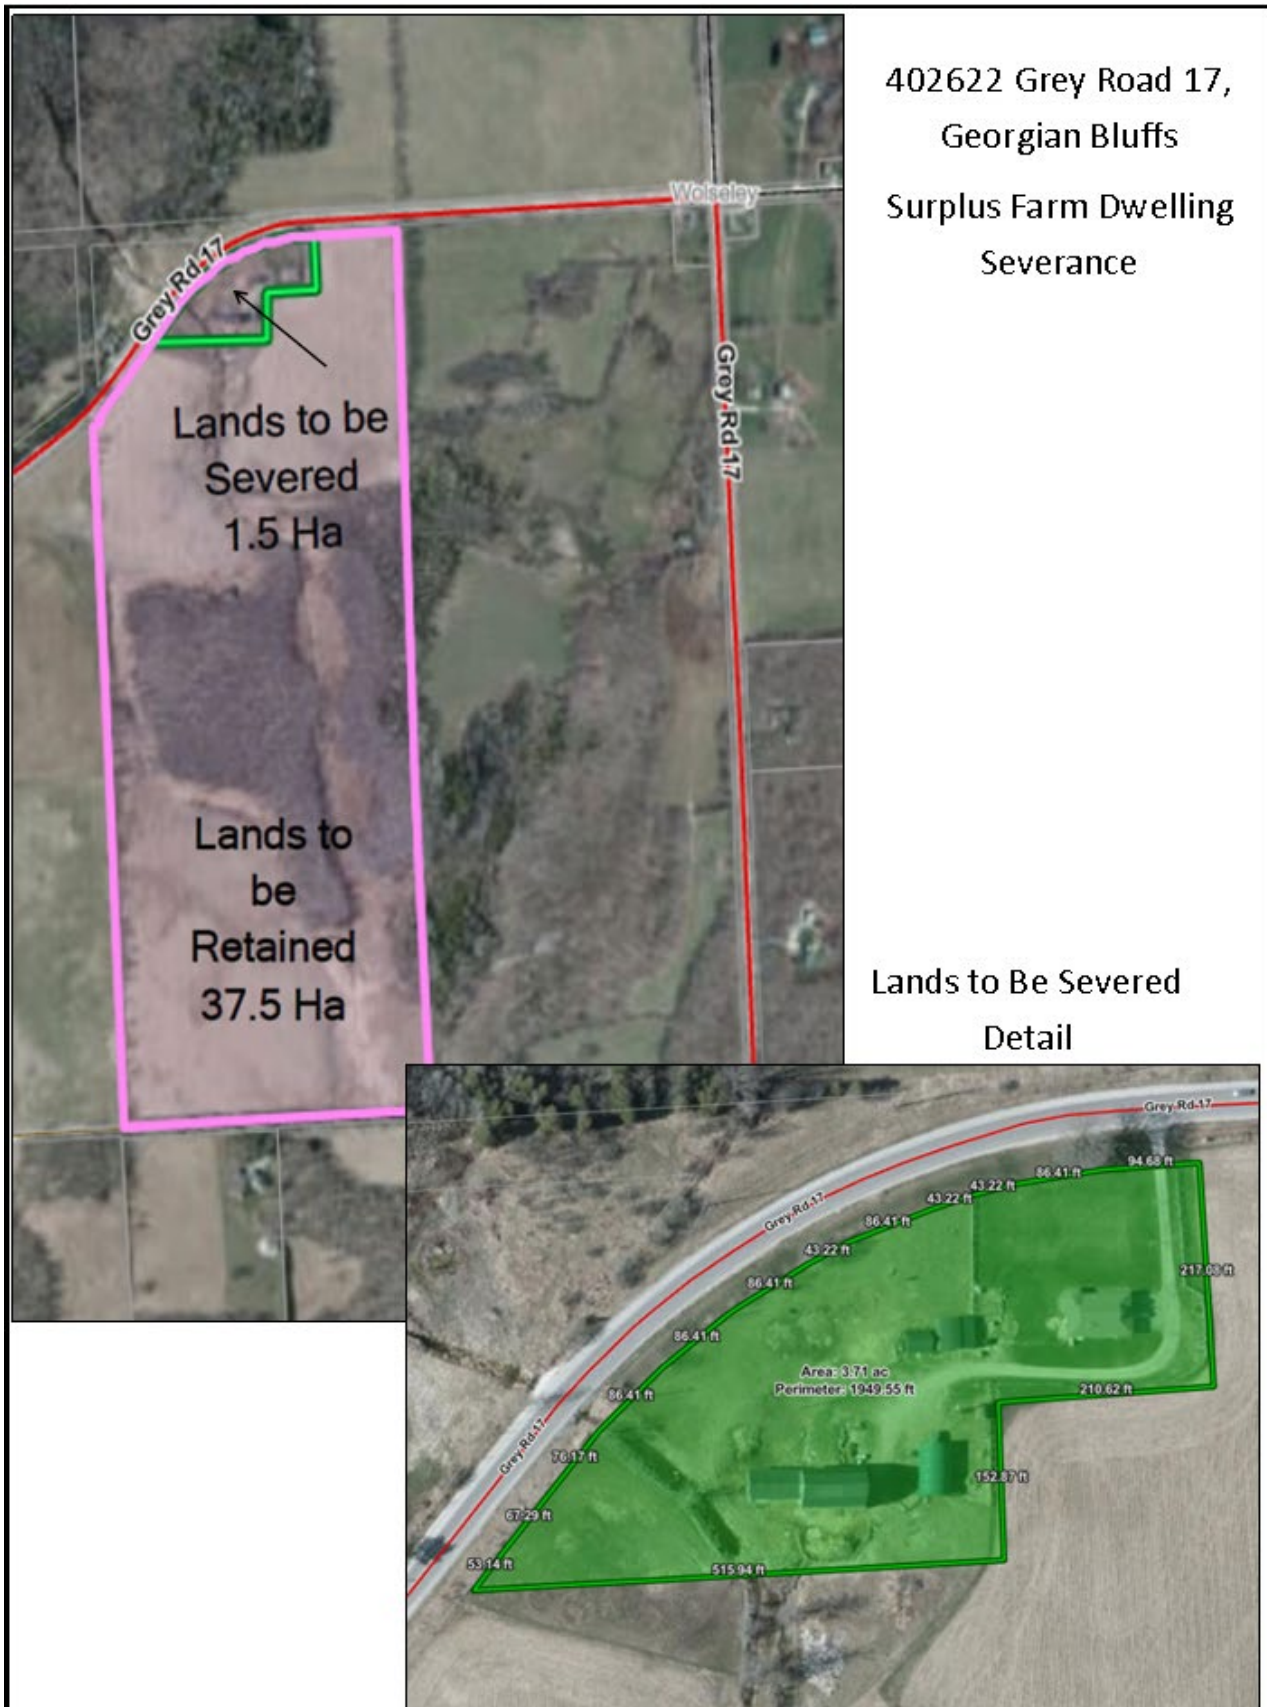 402622 Grey Road 17,
Georgian Bluffs
Surplus Farm Dwelling
Severance
Wolseley
Grey Rd 17
Grey Rd 17
Lands to be
Severed
1.5 Ha
Lands to
be
Retained
37.5 Ha
Lands to Be Severed
Detail
Grey Rd 17
94.68 ft
86.41 ft
43.22 ft
43.22 ft
86.41 ft
43.22 ft
86.41 ft
86.41 ft
86.41 ft
76.17 ft
67.29 ft
53.14 ft
Grey Rd 17
Grey Rd 17
217.08 ft
Area: 3.71 ac
Perimeter: 1949.55 ft
210.62 ft
152.87 ft
515.94 ft